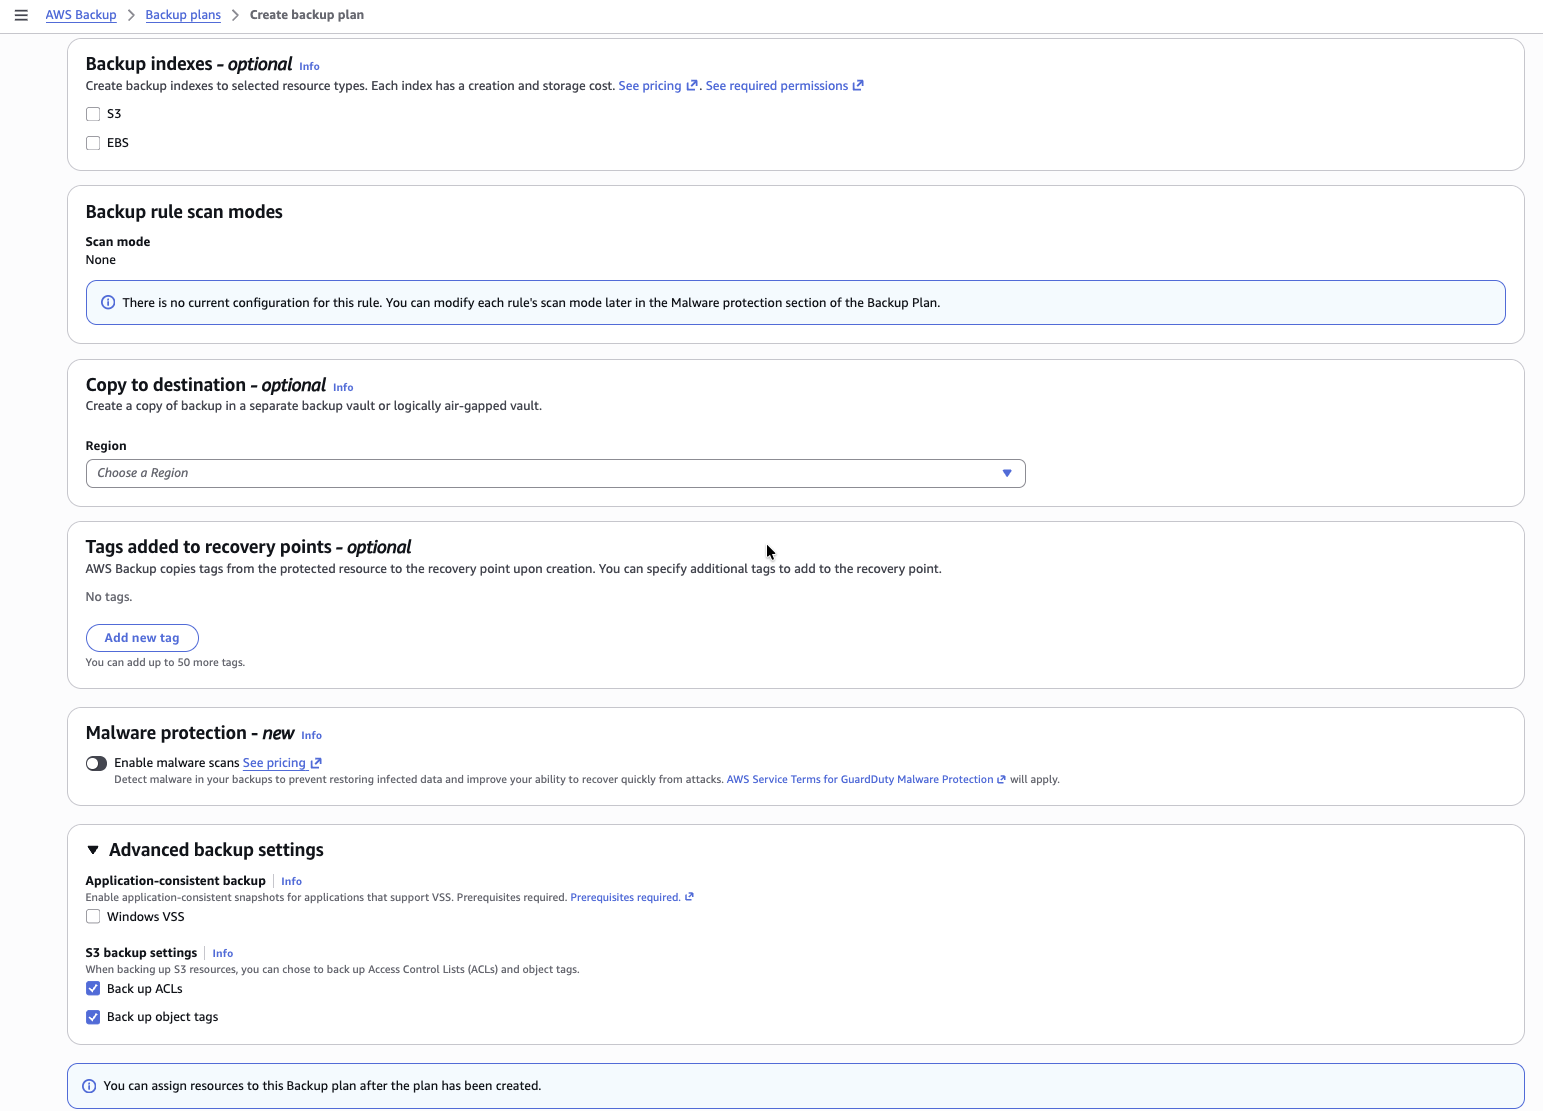 AWS Backup > Backup plans > Create backup plan
Backup indexes - optional Info
Create backup indexes to selected resource types. Each index has a creation and storage cost. See pricing . See required permissions
S3
EBS
Backup rule scan modes
Scan mode
None
There is no current configuration for this rule. You can modify each rule's scan mode later in the Malware protection section of the Backup Plan.
Copy to destination - optional Info
Create a copy of backup in a separate backup vault or logically air-gapped vault.
Region
Choose a Region
Tags added to recovery points - optional
AWS Backup copies tags from the protected resource to the recovery point upon creation. You can specify additional tags to add to the recovery point.
No tags.
Add new tag
You can add up to 50 more tags.
Malware protection - new Info
Enable malware scans See pricing
Detect malware in your backups to prevent restoring infected data and improve your ability to recover quickly from attacks. AWS Service Terms for GuardDuty Malware Protection will apply.
Advanced backup settings
Application-consistent backup | Info
Enable application-consistent snapshots for applications that support VSS. Prerequisites required. Prerequisites required.
Windows VSS
S3 backup settings | Info
When backing up S3 resources, you can chose to back up Access Control Lists (ACLs) and object tags.
Back up ACLs
Back up object tags
You can assign resources to this Backup plan after the plan has been created.